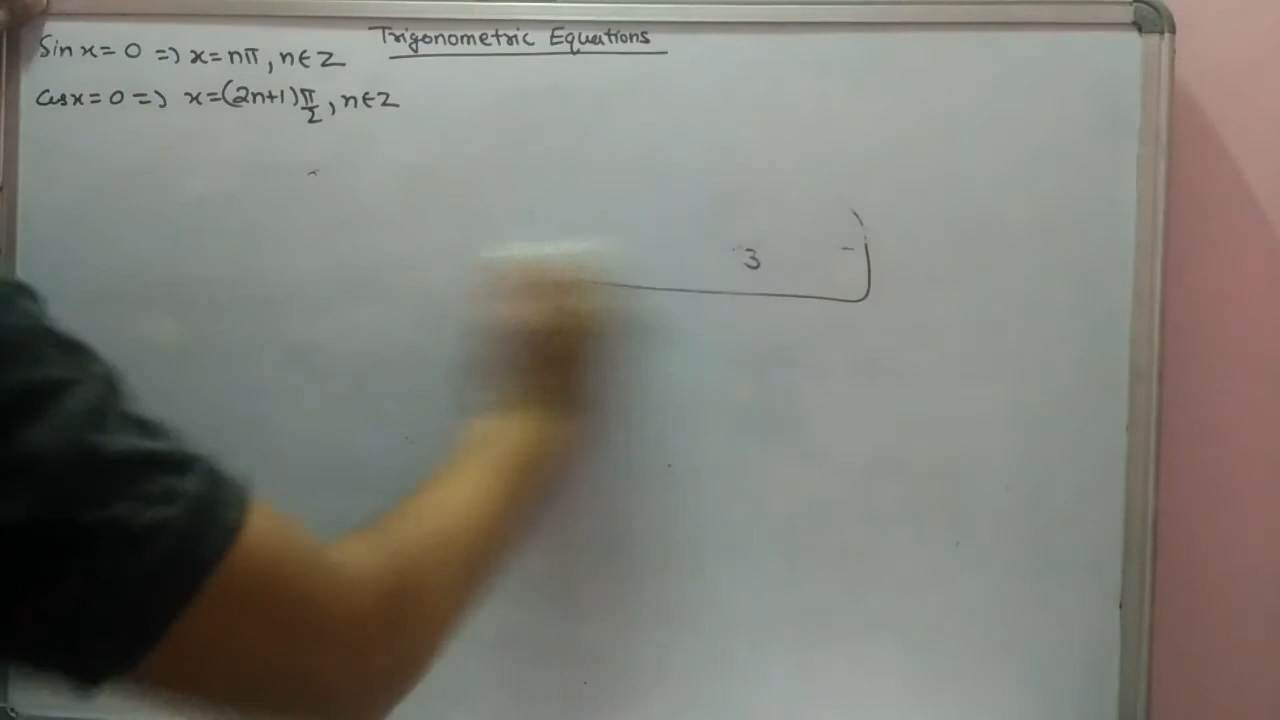 Trigonometric Equations
Sin x = 0 => x = nπ, n ∈ Z
Cos x = 0 => x = (2n+1)π/2, n ∈ Z
3